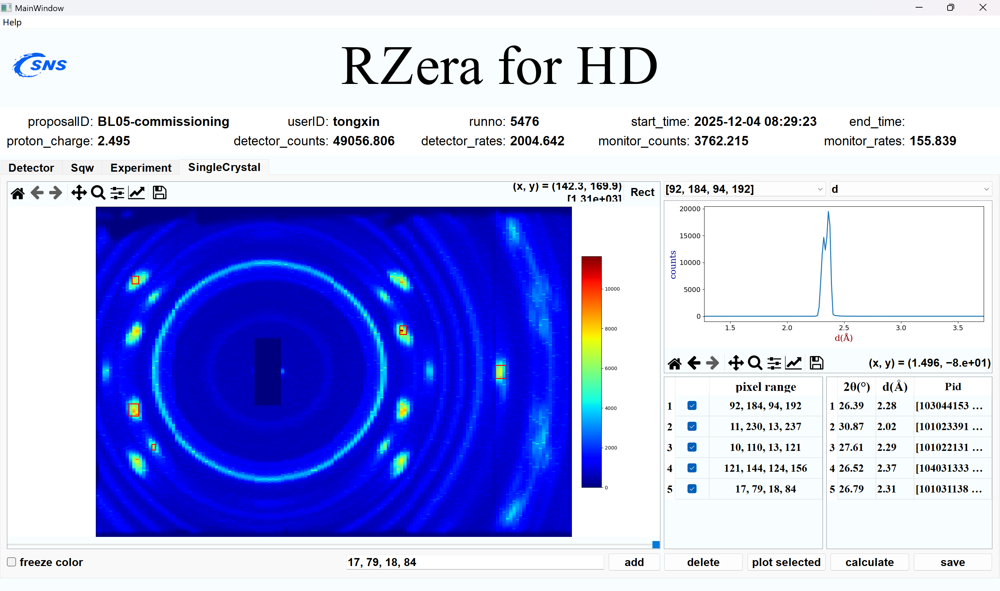 MainWindow
Help
CSNS
RZera for HD
proposalID: BL05-commissioning userID: tongxin runno: 5476 start_time: 2025-12-04 08:29:23 end_time:
proton_charge: 2.495 detector_counts: 49056.806 detector_rates: 2004.642 monitor_counts: 3762.215 monitor_rates: 155.839
Detector Sqw Experiment SingleCrystal
(x, y) = (142.3, 169.9)
[1.31e+03]
Rect
10000
8000
6000
4000
2000
0
[92, 184, 94, 192] d
20000
15000
10000
5000
0
counts
1.5 2.0 2.5 3.0 3.5
d(Å)
(x, y) = (1.496, −8.e+01)
pixel range
1 92, 184, 94, 192
2 11, 230, 13, 237
3 10, 110, 13, 121
4 121, 144, 124, 156
5 17, 79, 18, 84
2θ(°) d(Å) Pid
1 26.39 2.28 [103044153 ...
2 30.87 2.02 [101023391 ...
3 27.61 2.29 [101022131 ...
4 26.52 2.37 [104031333 ...
5 26.79 2.31 [101031138 ...
freeze color 17, 79, 18, 84 add delete plot selected calculate save